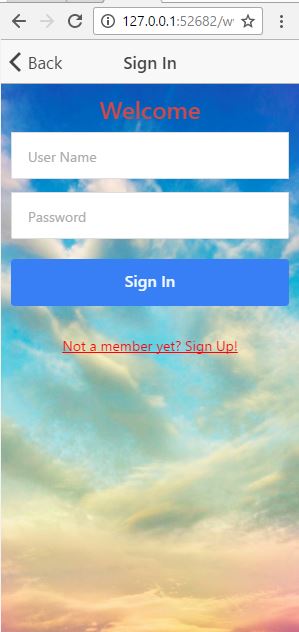 127.0.0.1:52682/w
Back Sign In
Welcome
User Name
Password
Sign In
Not a member yet? Sign Up!